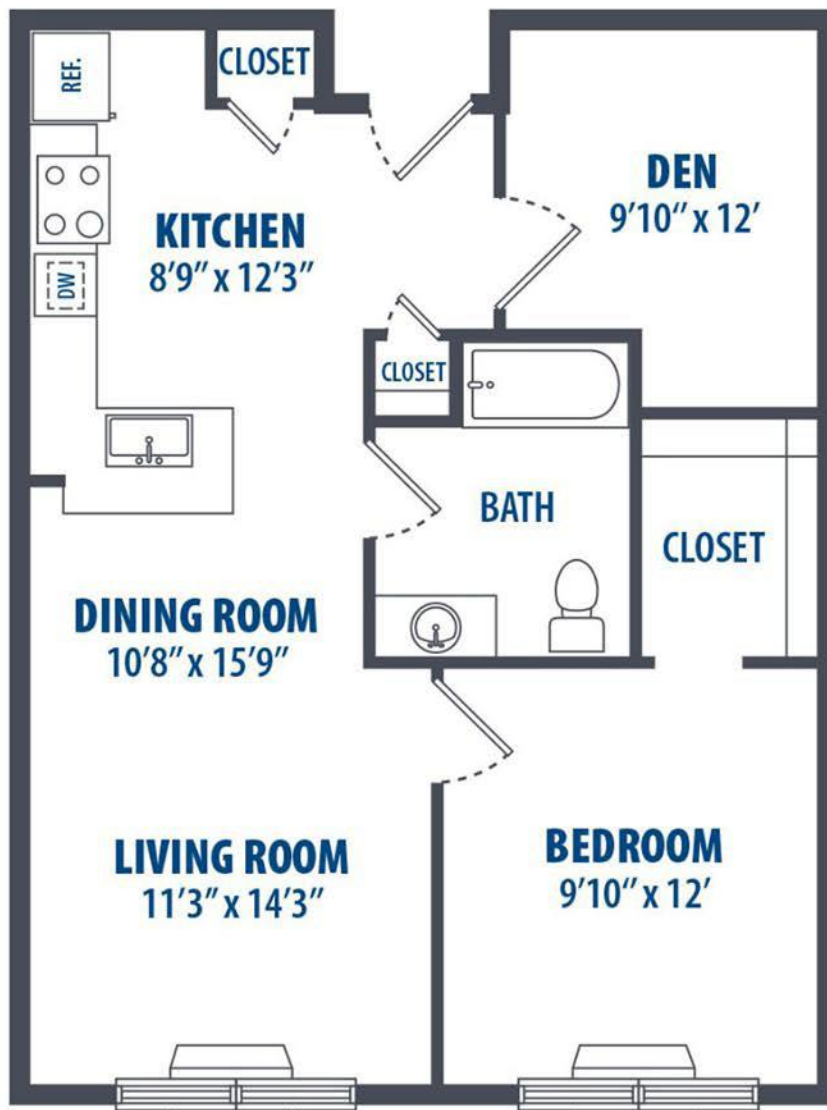 REF.
CLOSET
DEN
9’10” x 12’
KITCHEN
8’9” x 12’3”
DW
CLOSET
BATH
CLOSET
DINING ROOM
10’8” x 15’9”
LIVING ROOM
11’3” x 14’3”
BEDROOM
9’10” x 12’